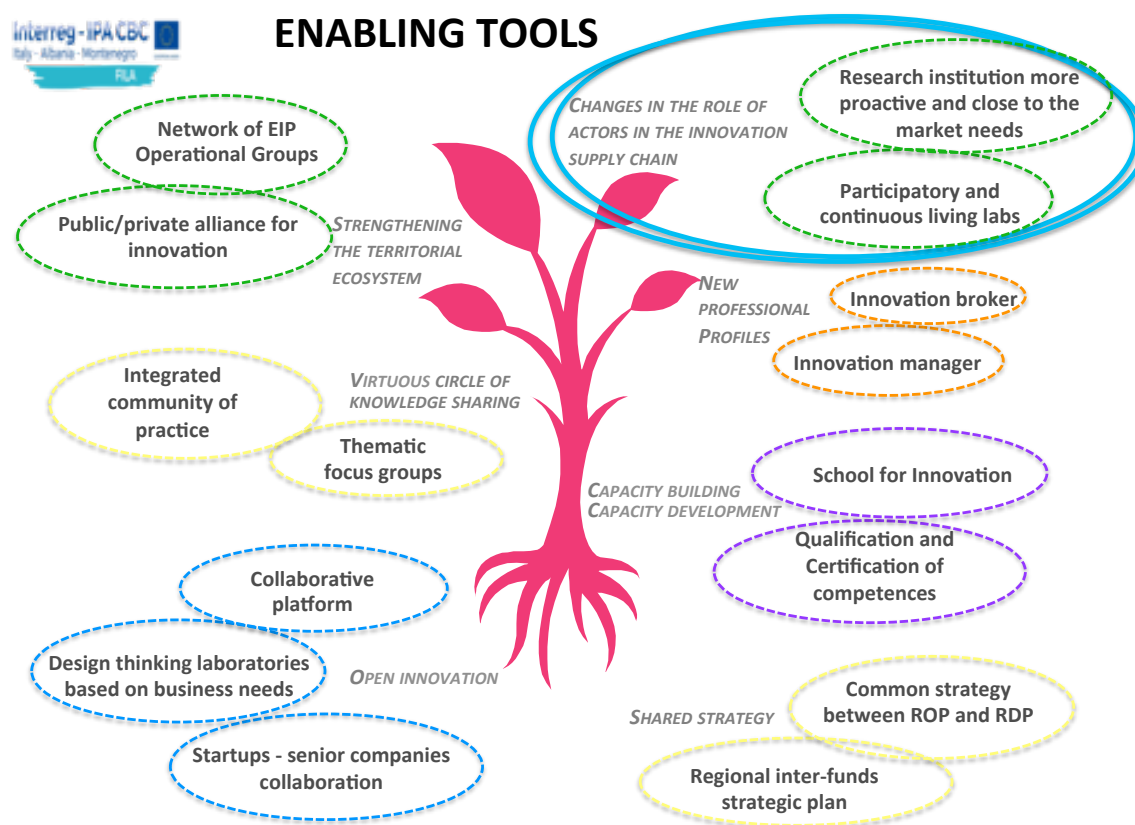 Interreg - IPA CBC
Italy - Albania - Montenegro
FILA
ENABLING TOOLS
Network of EIP
Operational Groups
Public/private alliance for
innovation
STRENGTHENING
THE TERRITORIAL
ECOSYSTEM
CHANGES IN THE ROLE OF
ACTORS IN THE INNOVATION
SUPPLY CHAIN
Research institution more
proactive and close to the
market needs
Participatory and
continuous living labs
NEW
PROFESSIONAL
PROFILES
Innovation broker
Innovation manager
Integrated
community of
practice
VIRTUOUS CIRCLE OF
KNOWLEDGE SHARING
Thematic
focus groups
CAPACITY BUILDING
CAPACITY DEVELOPMENT
School for Innovation
Qualification and
Certification of
competences
Collaborative
platform
Design thinking laboratories
based on business needs
OPEN INNOVATION
Startups - senior companies
collaboration
SHARED STRATEGY
Common strategy
between ROP and RDP
Regional inter-funds
strategic plan